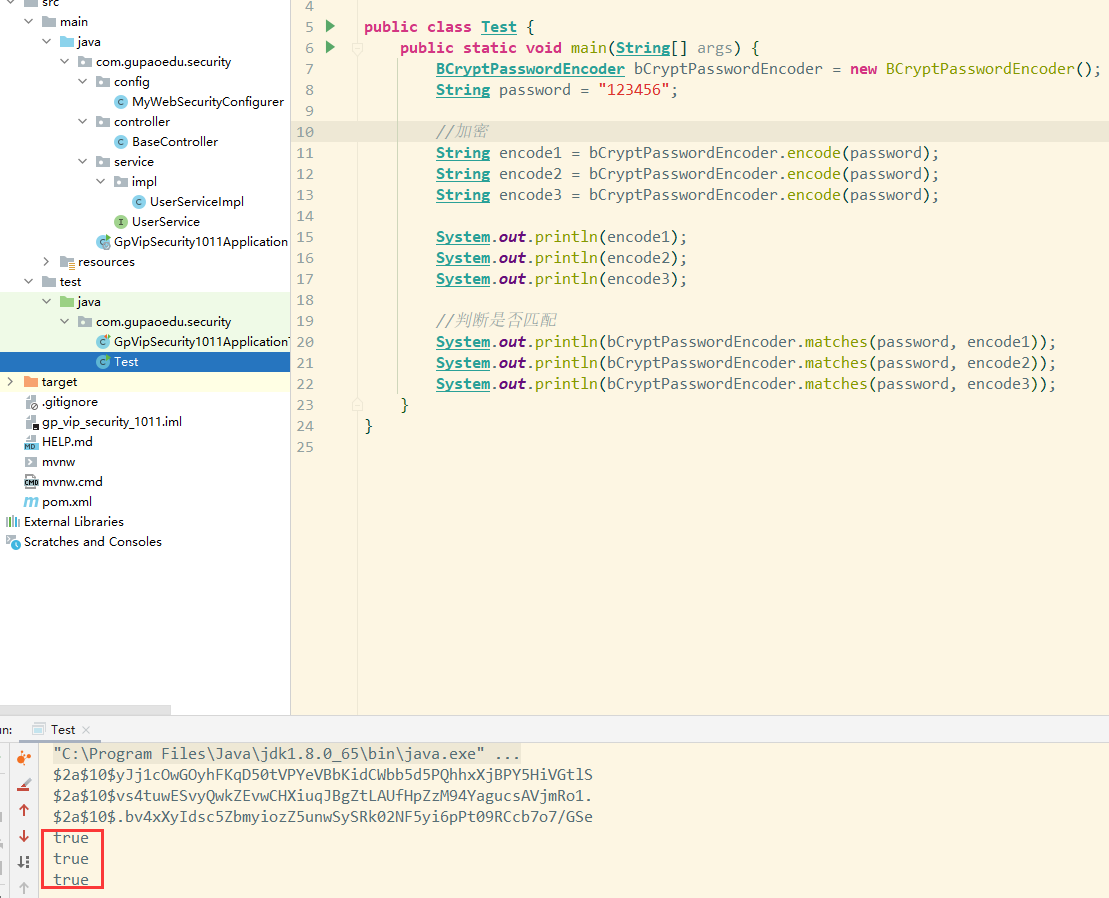 src
main
java
com.gupaoedu.security
config
MyWebSecurityConfigurer
controller
BaseController
service
impl
UserServiceImpl
UserService
GpVipSecurity1011Application
resources
test
java
com.gupaoedu.security
GpVipSecurity1011Application
Test
target
.gitignore
gp_vip_security_1011.iml
HELP.md
mvnw
mvnw.cmd
pom.xml
External Libraries
Scratches and Consoles
4
5 public class Test {
6 public static void main(String[] args) {
7 BCryptPasswordEncoder bCryptPasswordEncoder = new BCryptPasswordEncoder();
8 String password = "123456";
9
10 //加密
11 String encode1 = bCryptPasswordEncoder.encode(password);
12 String encode2 = bCryptPasswordEncoder.encode(password);
13 String encode3 = bCryptPasswordEncoder.encode(password);
14
15 System.out.println(encode1);
16 System.out.println(encode2);
17 System.out.println(encode3);
18
19 //判断是否匹配
20 System.out.println(bCryptPasswordEncoder.matches(password, encode1));
21 System.out.println(bCryptPasswordEncoder.matches(password, encode2));
22 System.out.println(bCryptPasswordEncoder.matches(password, encode3));
23 }
24 }
25
un: Test
"C:\Program Files\Java\jdk1.8.0_65\bin\java.exe" ...
$2a$10$yJj1cOwGOyhFKqD50tVPYeVBbKidCWbb5d5PQhhxXjBPY5HiVGtlS
$2a$10$vs4tuwESvyQwkZEvwCHXiuqJBgZtLAUfHpZzM94YagucsAVjmRo1.
$2a$10$.bv4xXyIdsc5ZbmyiozZ5unwSySRk02NF5yi6pPt09RCcb7o7/GSe
true
true
true